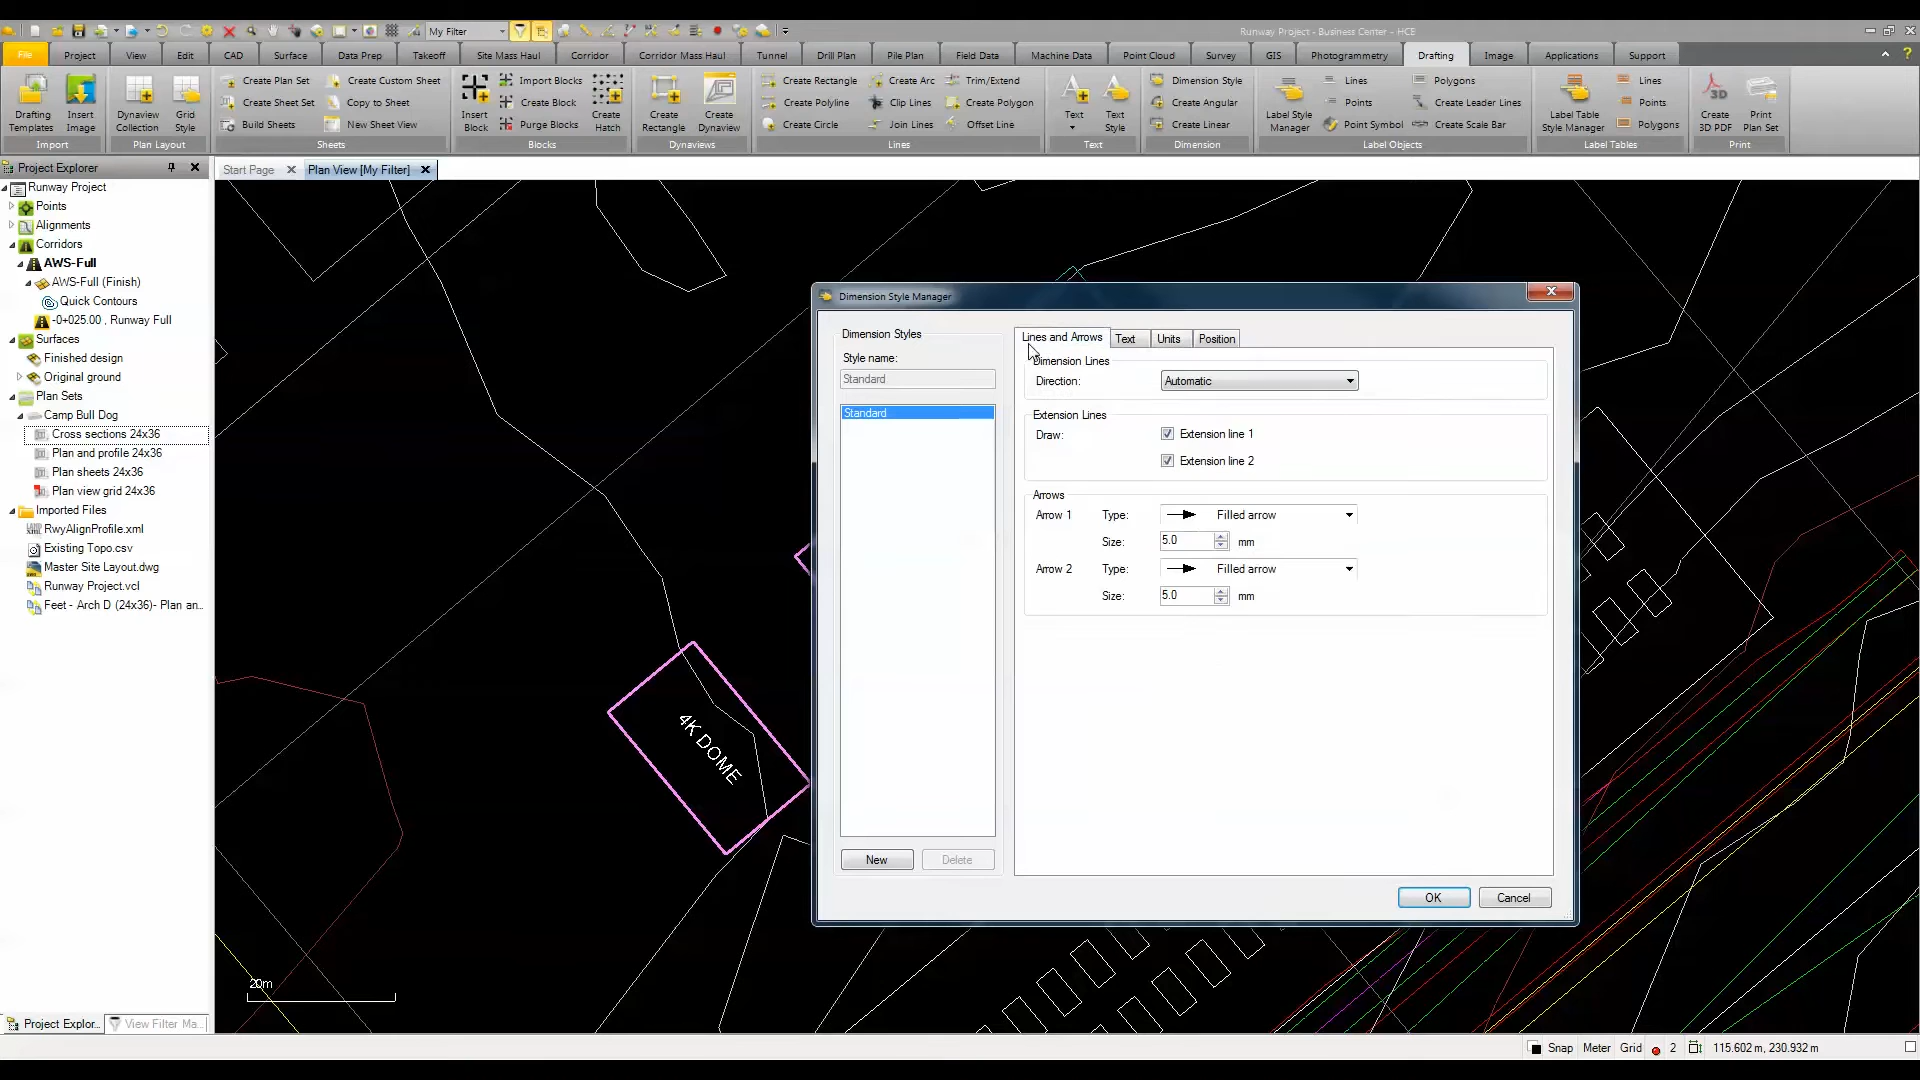 My Filter
Runway Project - Business Center - HCE
File Project View Edit CAD Surface Data Prep Takeoff Site Mass Haul Corridor Corridor Mass Haul Tunnel Drill Plan Pile Plan Field Data Machine Data Point Cloud Survey GIS Photogrammetry Drafting Image Applications Support
Drafting Templates
Insert Image
Import
Dynaview Collection
Grid Style
Plan Layout
Create Plan Set
Create Sheet Set
Build Sheets
Create Custom Sheet
Copy to Sheet
New Sheet View
Sheets
Insert Block
Import Blocks
Create Block
Purge Blocks
Create Hatch
Blocks
Create Rectangle
Create Dynaview
Dynaviews
Create Rectangle
Create Polyline
Create Circle
Create Arc
Clip Lines
Join Lines
Trim/Extend
Create Polygon
Offset Line
Lines
Text
Text Style
Text
Dimension Style
Create Angular
Create Linear
Dimension
Label Style Manager
Lines
Points
Point Symbol
Polygons
Create Leader Lines
Create Scale Bar
Label Objects
Label Table Style Manager
Lines
Points
Polygons
Label Tables
3D
Create 3D PDF
Print Plan Set
Print
Project Explorer
Start Page
Plan View [My Filter]
Runway Project
Points
Alignments
Corridors
AWS-Full
AWS-Full (Finish)
Quick Contours
-0+025.00 , Runway Full
Surfaces
Finished design
Original ground
Plan Sets
Camp Bull Dog
Cross sections 24x36
Plan and profile 24x36
Plan sheets 24x36
Plan view grid 24x36
Imported Files
RwyAlignProfile.xml
Existing Topo.csv
Master Site Layout.dwg
Runway Project.vcl
Feet - Arch D (24x36)- Plan an..
Project Explor...
View Filter Ma...
4K DOME
20m
Dimension Style Manager
Dimension Styles
Style name:
Standard
Standard
New
Delete
Lines and Arrows
Text
Units
Position
Dimension Lines
Direction:
Automatic
Extension Lines
Draw:
Extension line 1
Extension line 2
Arrows
Arrow 1 Type: Filled arrow
Size: 5.0 mm
Arrow 2 Type: Filled arrow
Size: 5.0 mm
OK
Cancel
Snap Meter Grid 2 115.602 m, 230.932 m